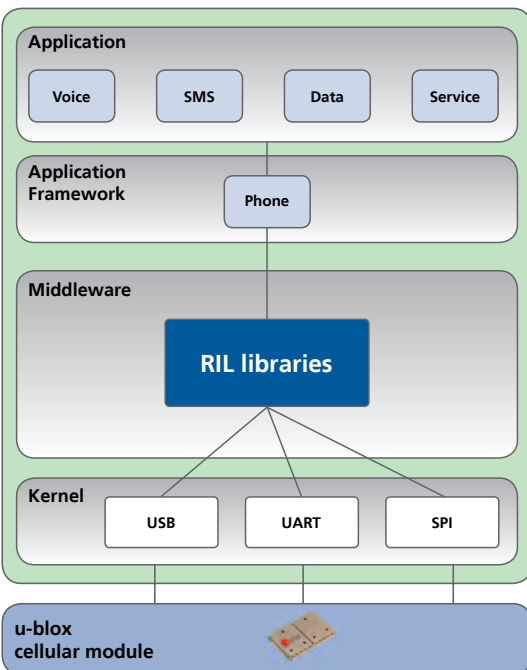 Application
Voice
SMS
Data
Service
Application
Framework
Phone
Middleware
RIL libraries
Kernel
USB
UART
SPI
u-blox
cellular module